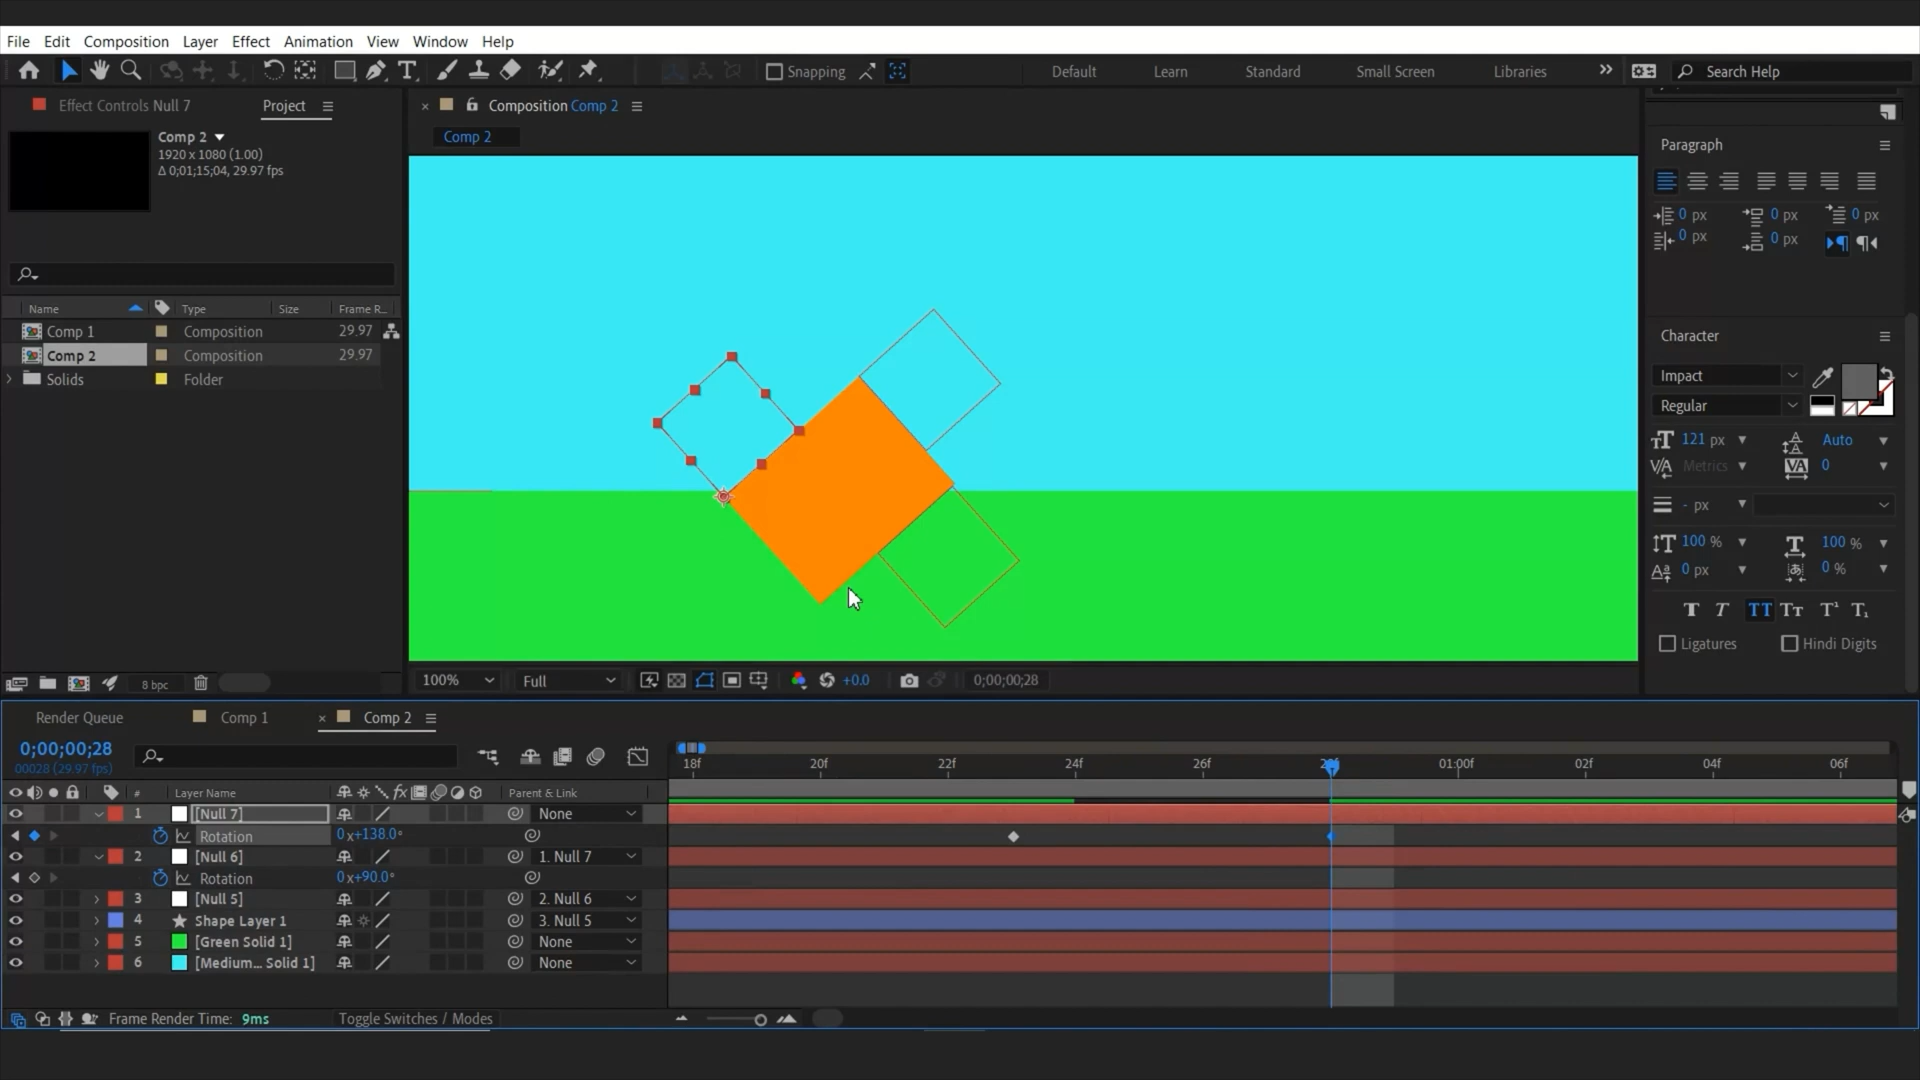 File Edit Composition Layer Effect Animation View Window Help
Snapping Default Learn Standard Small Screen Libraries Search Help
Effect Controls Null 7 Project
Composition Comp 2
Comp 2
1920 x 1080 (1.00)
Δ 0;01;15;04, 29.97 fps
Comp 2
Name Type Size Frame R...
Comp 1 Composition 29.97
Comp 2 Composition 29.97
Solids Folder
8 bpc
100% Full +0.0 0;00;00;28
Paragraph
0 px 0 px 0 px
0 px 0 px
Character
Impact
Regular
121 px Auto
Metrics 0
- px
100 % 100 %
0 px 0 %
T T TT Tт T¹ T₁
Ligatures Hindi Digits
Render Queue Comp 1 Comp 2
0;00;00;28
00028 (29.97 fps)
18f 20f 22f 24f 26f 01:00f 02f 04f 06f
# Layer Name Parent & Link
1 [Null 7] None
Rotation 0x+138.0°
2 [Null 6] 1. Null 7
Rotation 0x+90.0°
3 [Null 5] 2. Null 6
4 Shape Layer 1 3. Null 5
5 [Green Solid 1] None
6 [Medium... Solid 1] None
Frame Render Time: 9ms Toggle Switches / Modes